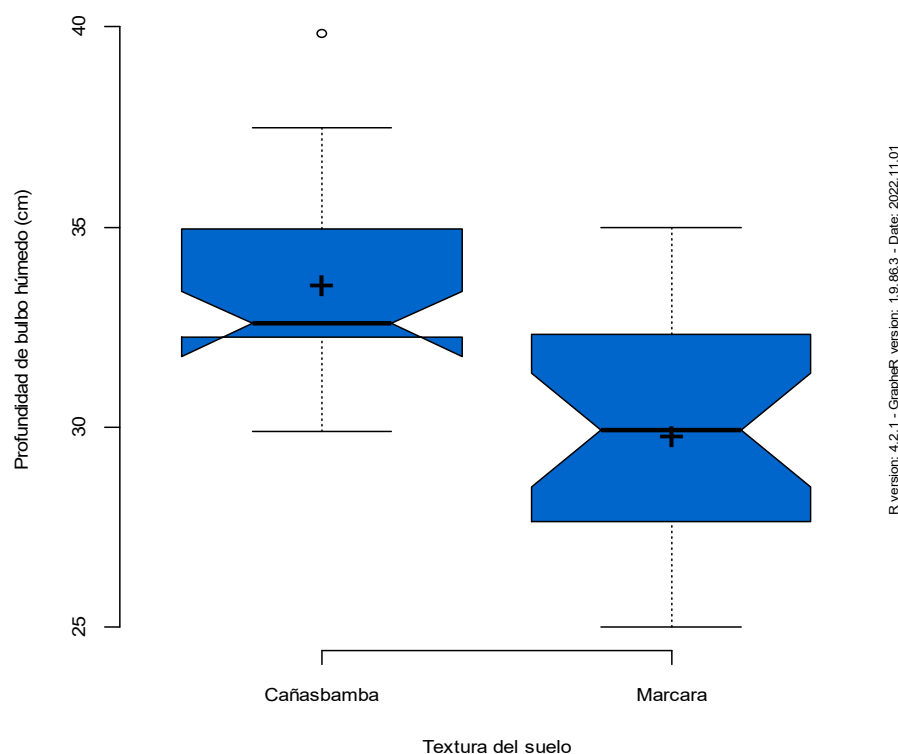 Profundidad de bulbo húmedo (cm)
40
35
30
25
Cañasbamba
Marcara
Textura del suelo
R version: 4.2.1 - GrapheR version: 1.9.86.3 - Date: 2022.11.01